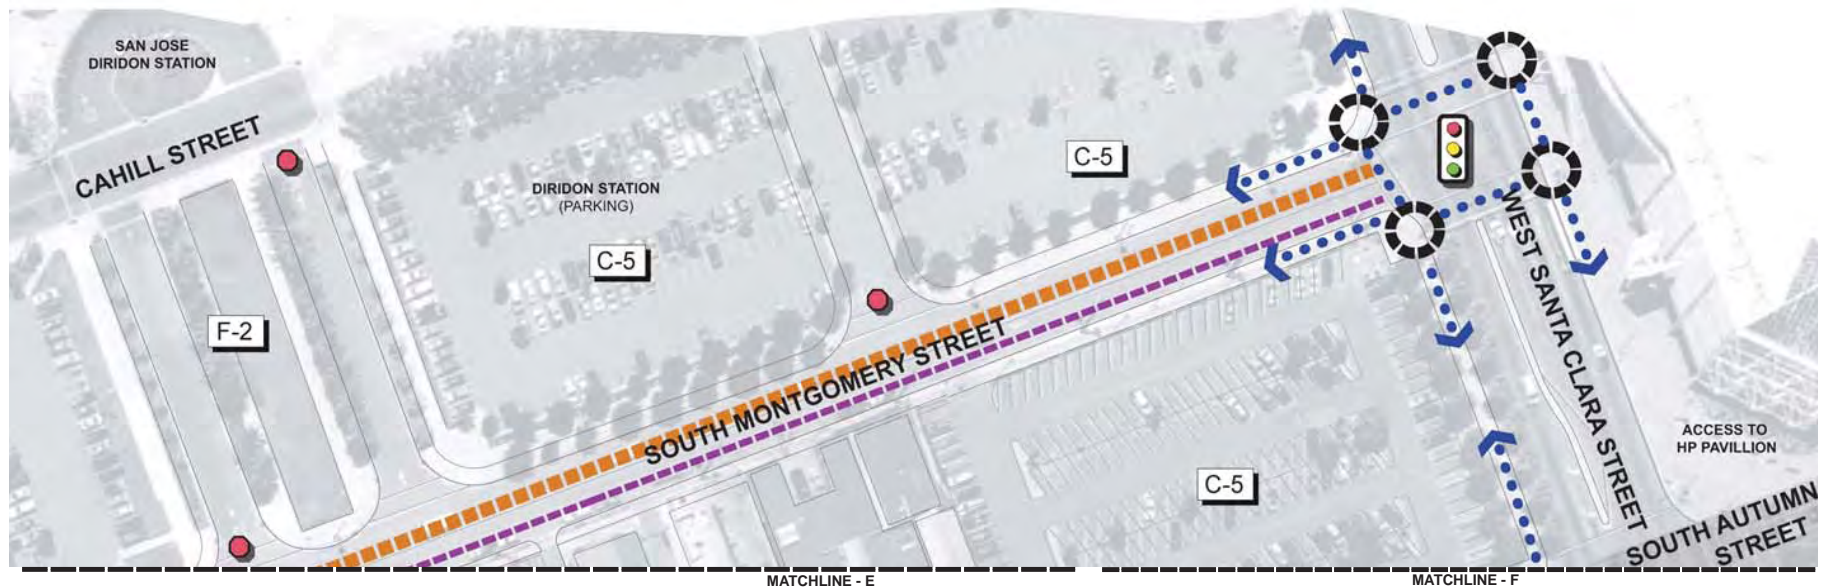 SAN JOSE
DIRIDON STATION
CAHILL STREET
DIRIDON STATION
(PARKING)
C-5
C-5
F-2
SOUTH MONTGOMERY STREET
WEST SANTA CLARA STREET
ACCESS TO
HP PAVILLION
C-5
SOUTH AUTUMN
STREET
MATCHLINE - E
MATCHLINE - F